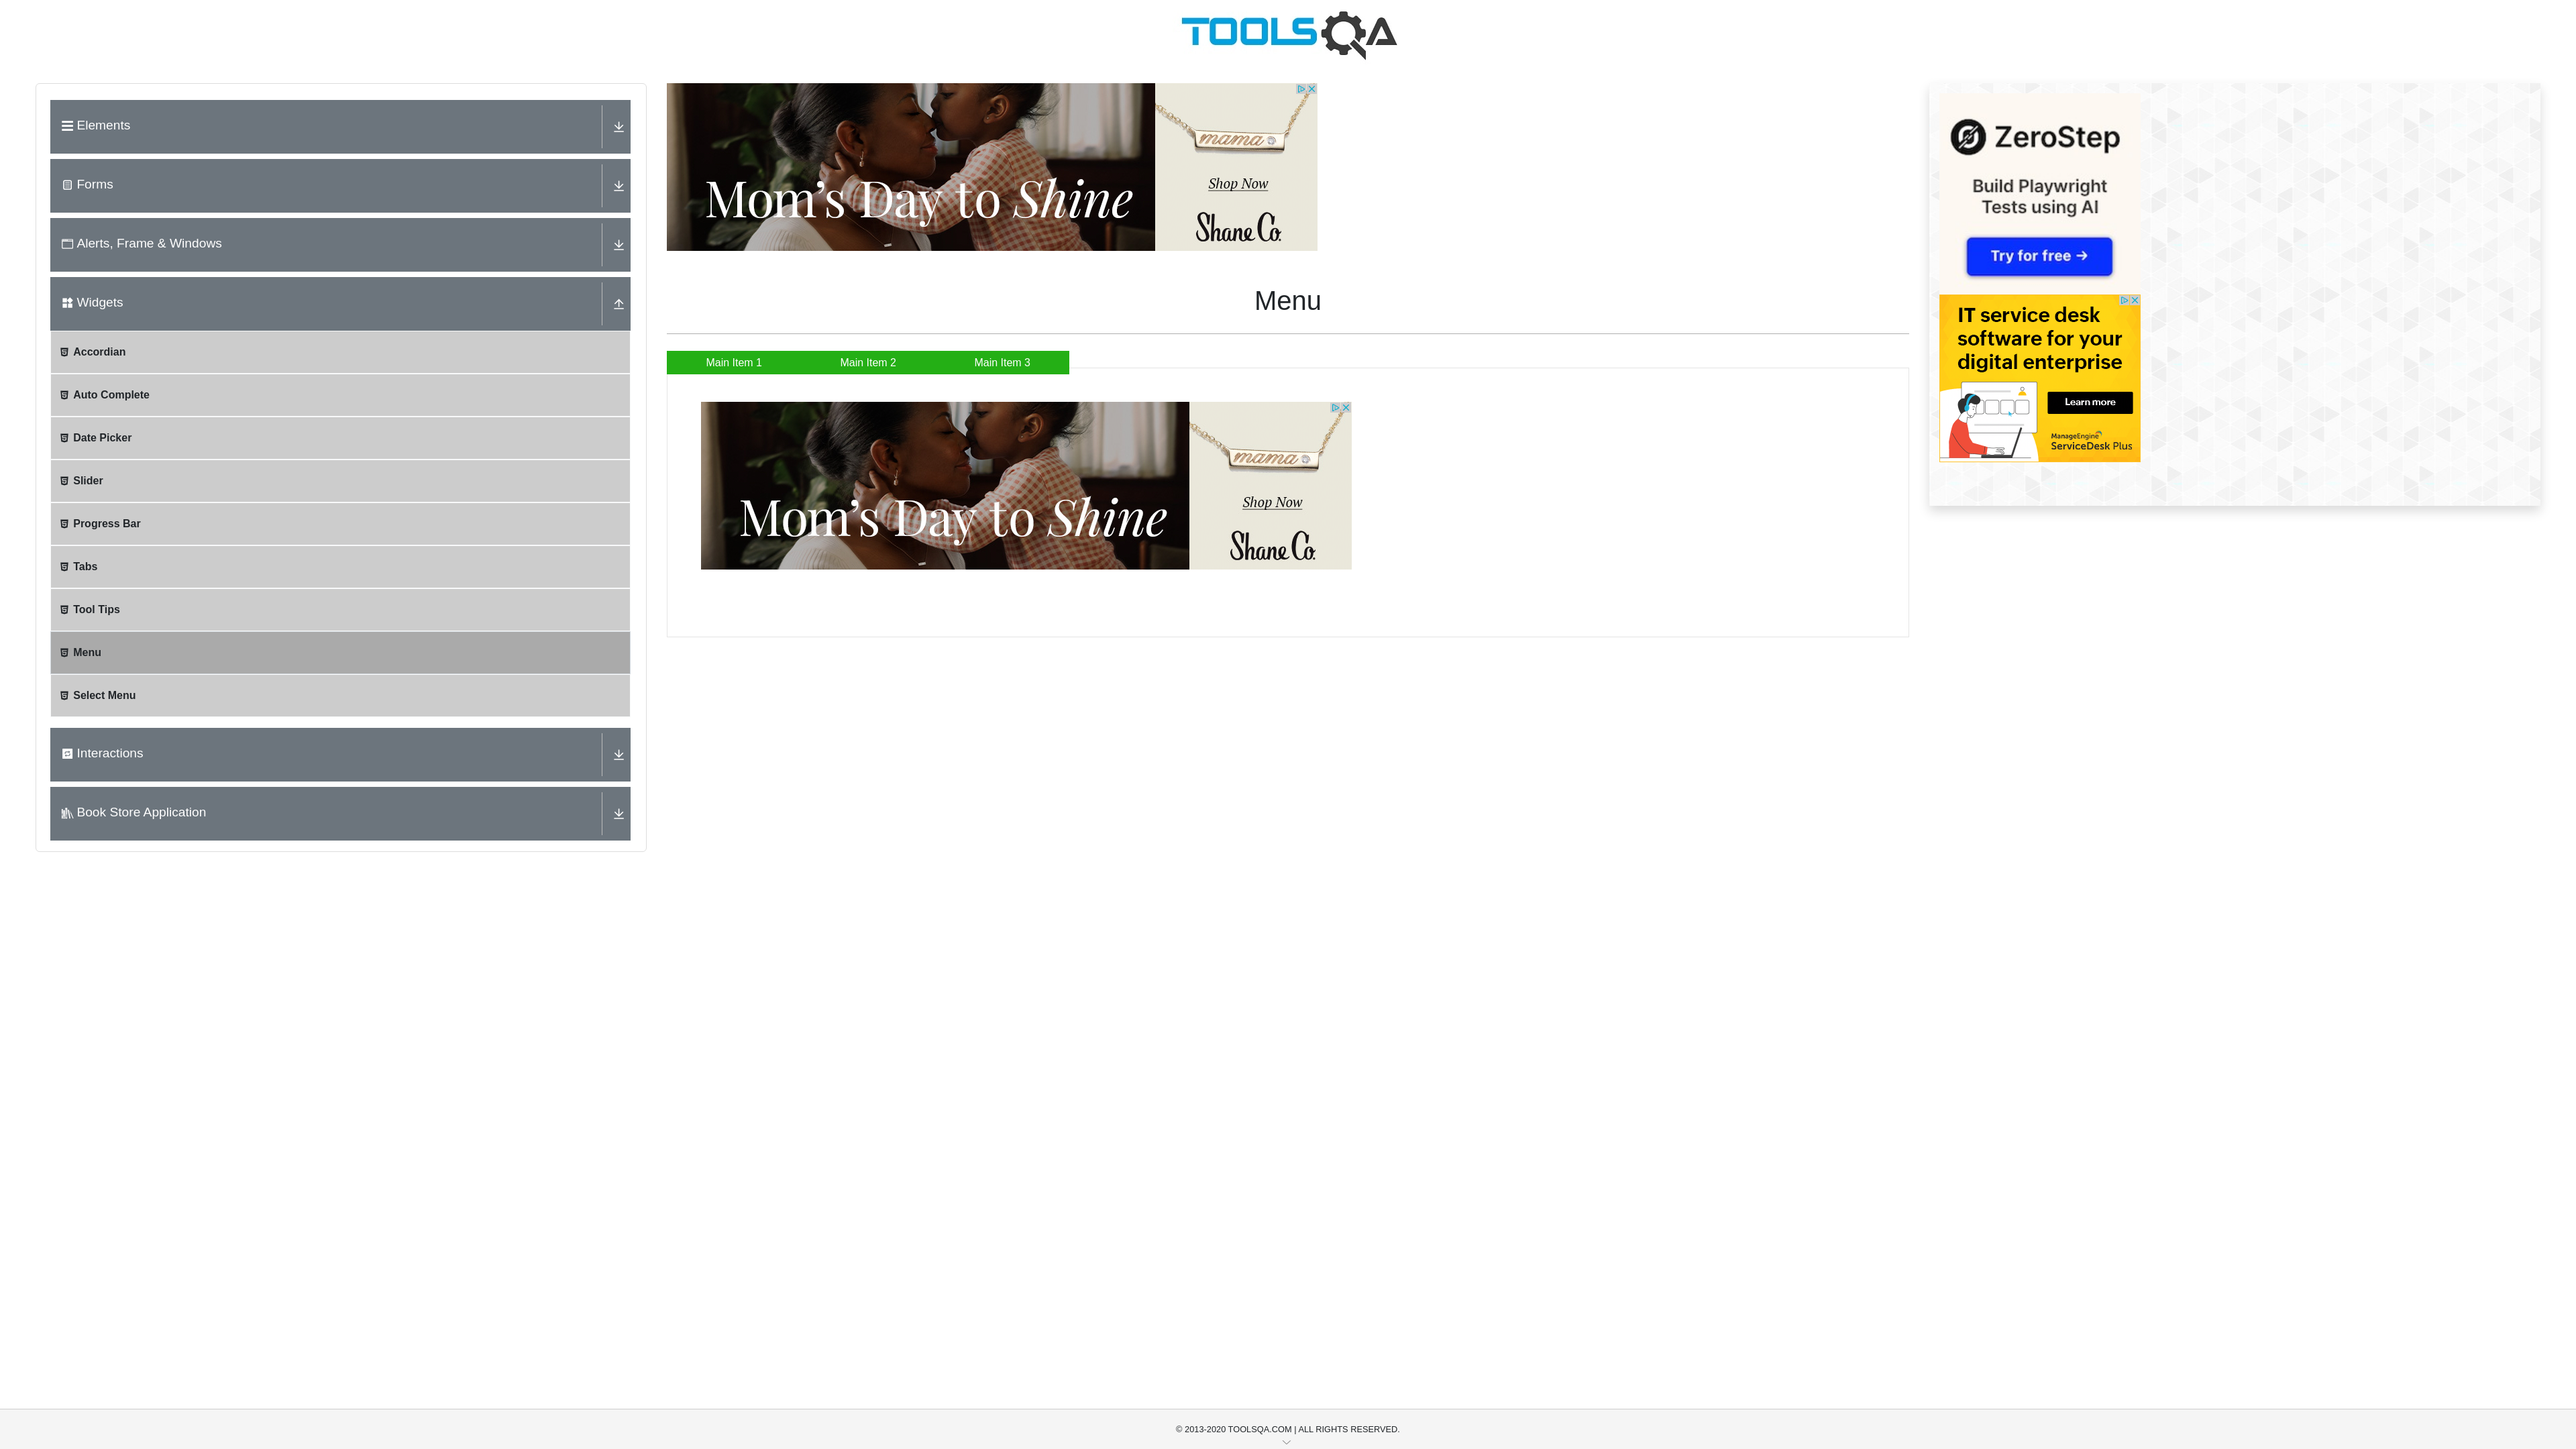 TOOLSQA
Elements
Forms
Alerts, Frame & Windows
Widgets
Accordian
Auto Complete
Date Picker
Slider
Progress Bar
Tabs
Tool Tips
Menu
Select Menu
Interactions
Book Store Application
Mom's Day to Shine
mama
Shop Now
Shane Co.
Menu
Main Item 1
Main Item 2
Main Item 3
Mom's Day to Shine
mama
Shop Now
Shane Co.
ZeroStep
Build Playwright
Tests using AI
Try for free →
IT service desk
software for your
digital enterprise
Learn more
ManageEngine
ServiceDesk Plus
© 2013-2020 TOOLSQA.COM | ALL RIGHTS RESERVED.